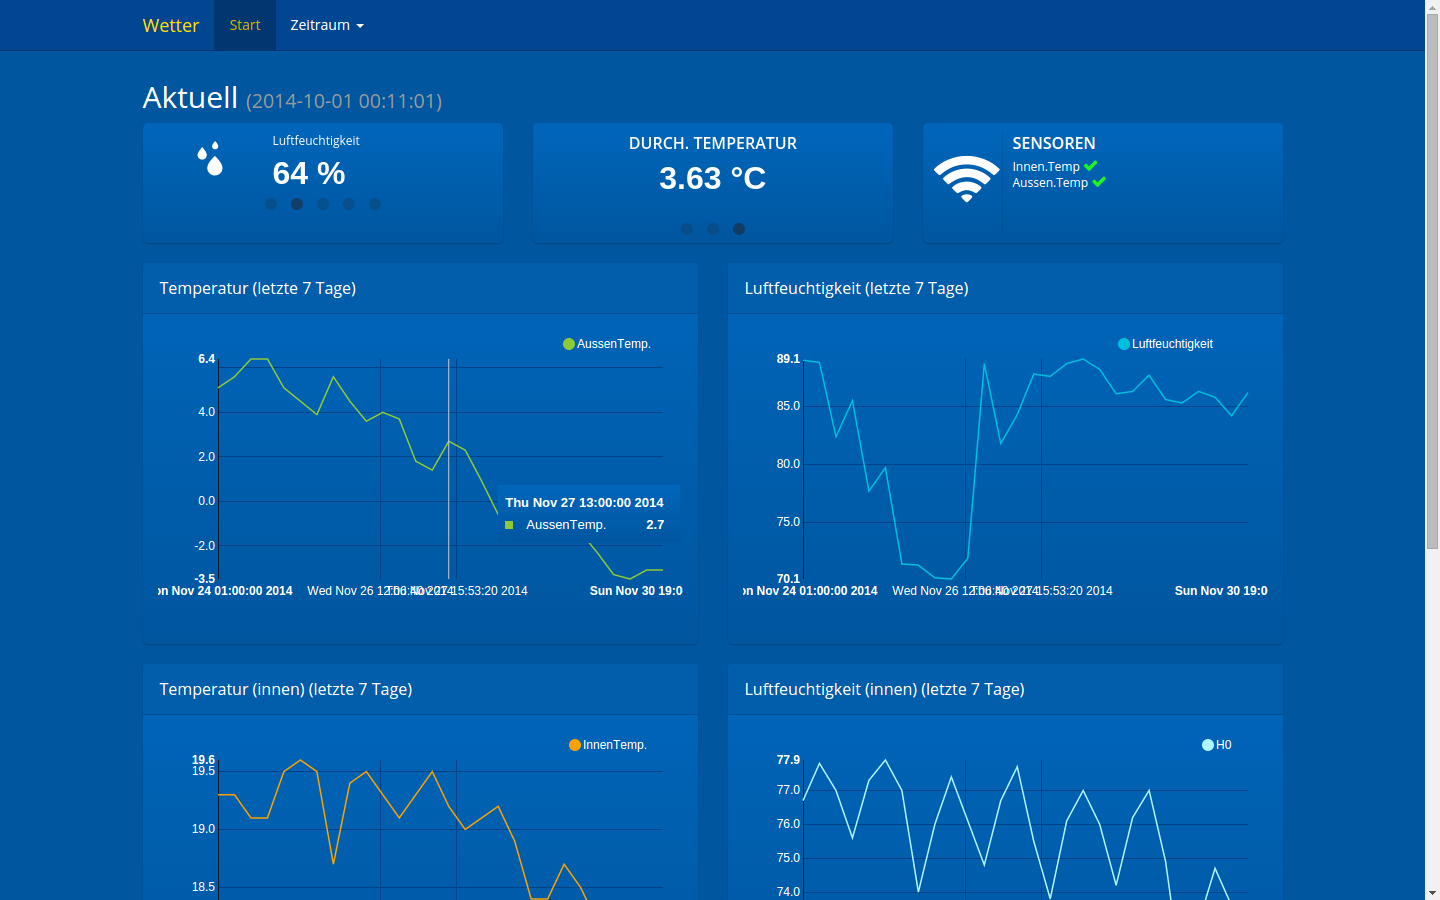 Wetter Start Zeitraum
Aktuell (2014-10-01 00:11:01)
Luftfeuchtigkeit
64 %
DURCH. TEMPERATUR
3.63 °C
SENSOREN
Innen.Temp
Aussen.Temp
Temperatur (letzte 7 Tage)
AussenTemp.
6.4
4.0
2.0
0.0
-2.0
-3.5
Thu Nov 27 13:00:00 2014
AussenTemp. 2.7
on Nov 24 01:00:00 2014 Wed Nov 26 12:06:40 2014 Thu Nov 27 15:53:20 2014 Sun Nov 30 19:0
Luftfeuchtigkeit (letzte 7 Tage)
Luftfeuchtigkeit
89.1
85.0
80.0
75.0
70.1
on Nov 24 01:00:00 2014 Wed Nov 26 12:06:40 2014 Thu Nov 27 15:53:20 2014 Sun Nov 30 19:0
Temperatur (innen) (letzte 7 Tage)
InnenTemp.
19.6
19.5
19.0
18.5
Luftfeuchtigkeit (innen) (letzte 7 Tage)
H0
77.9
77.0
76.0
75.0
74.0